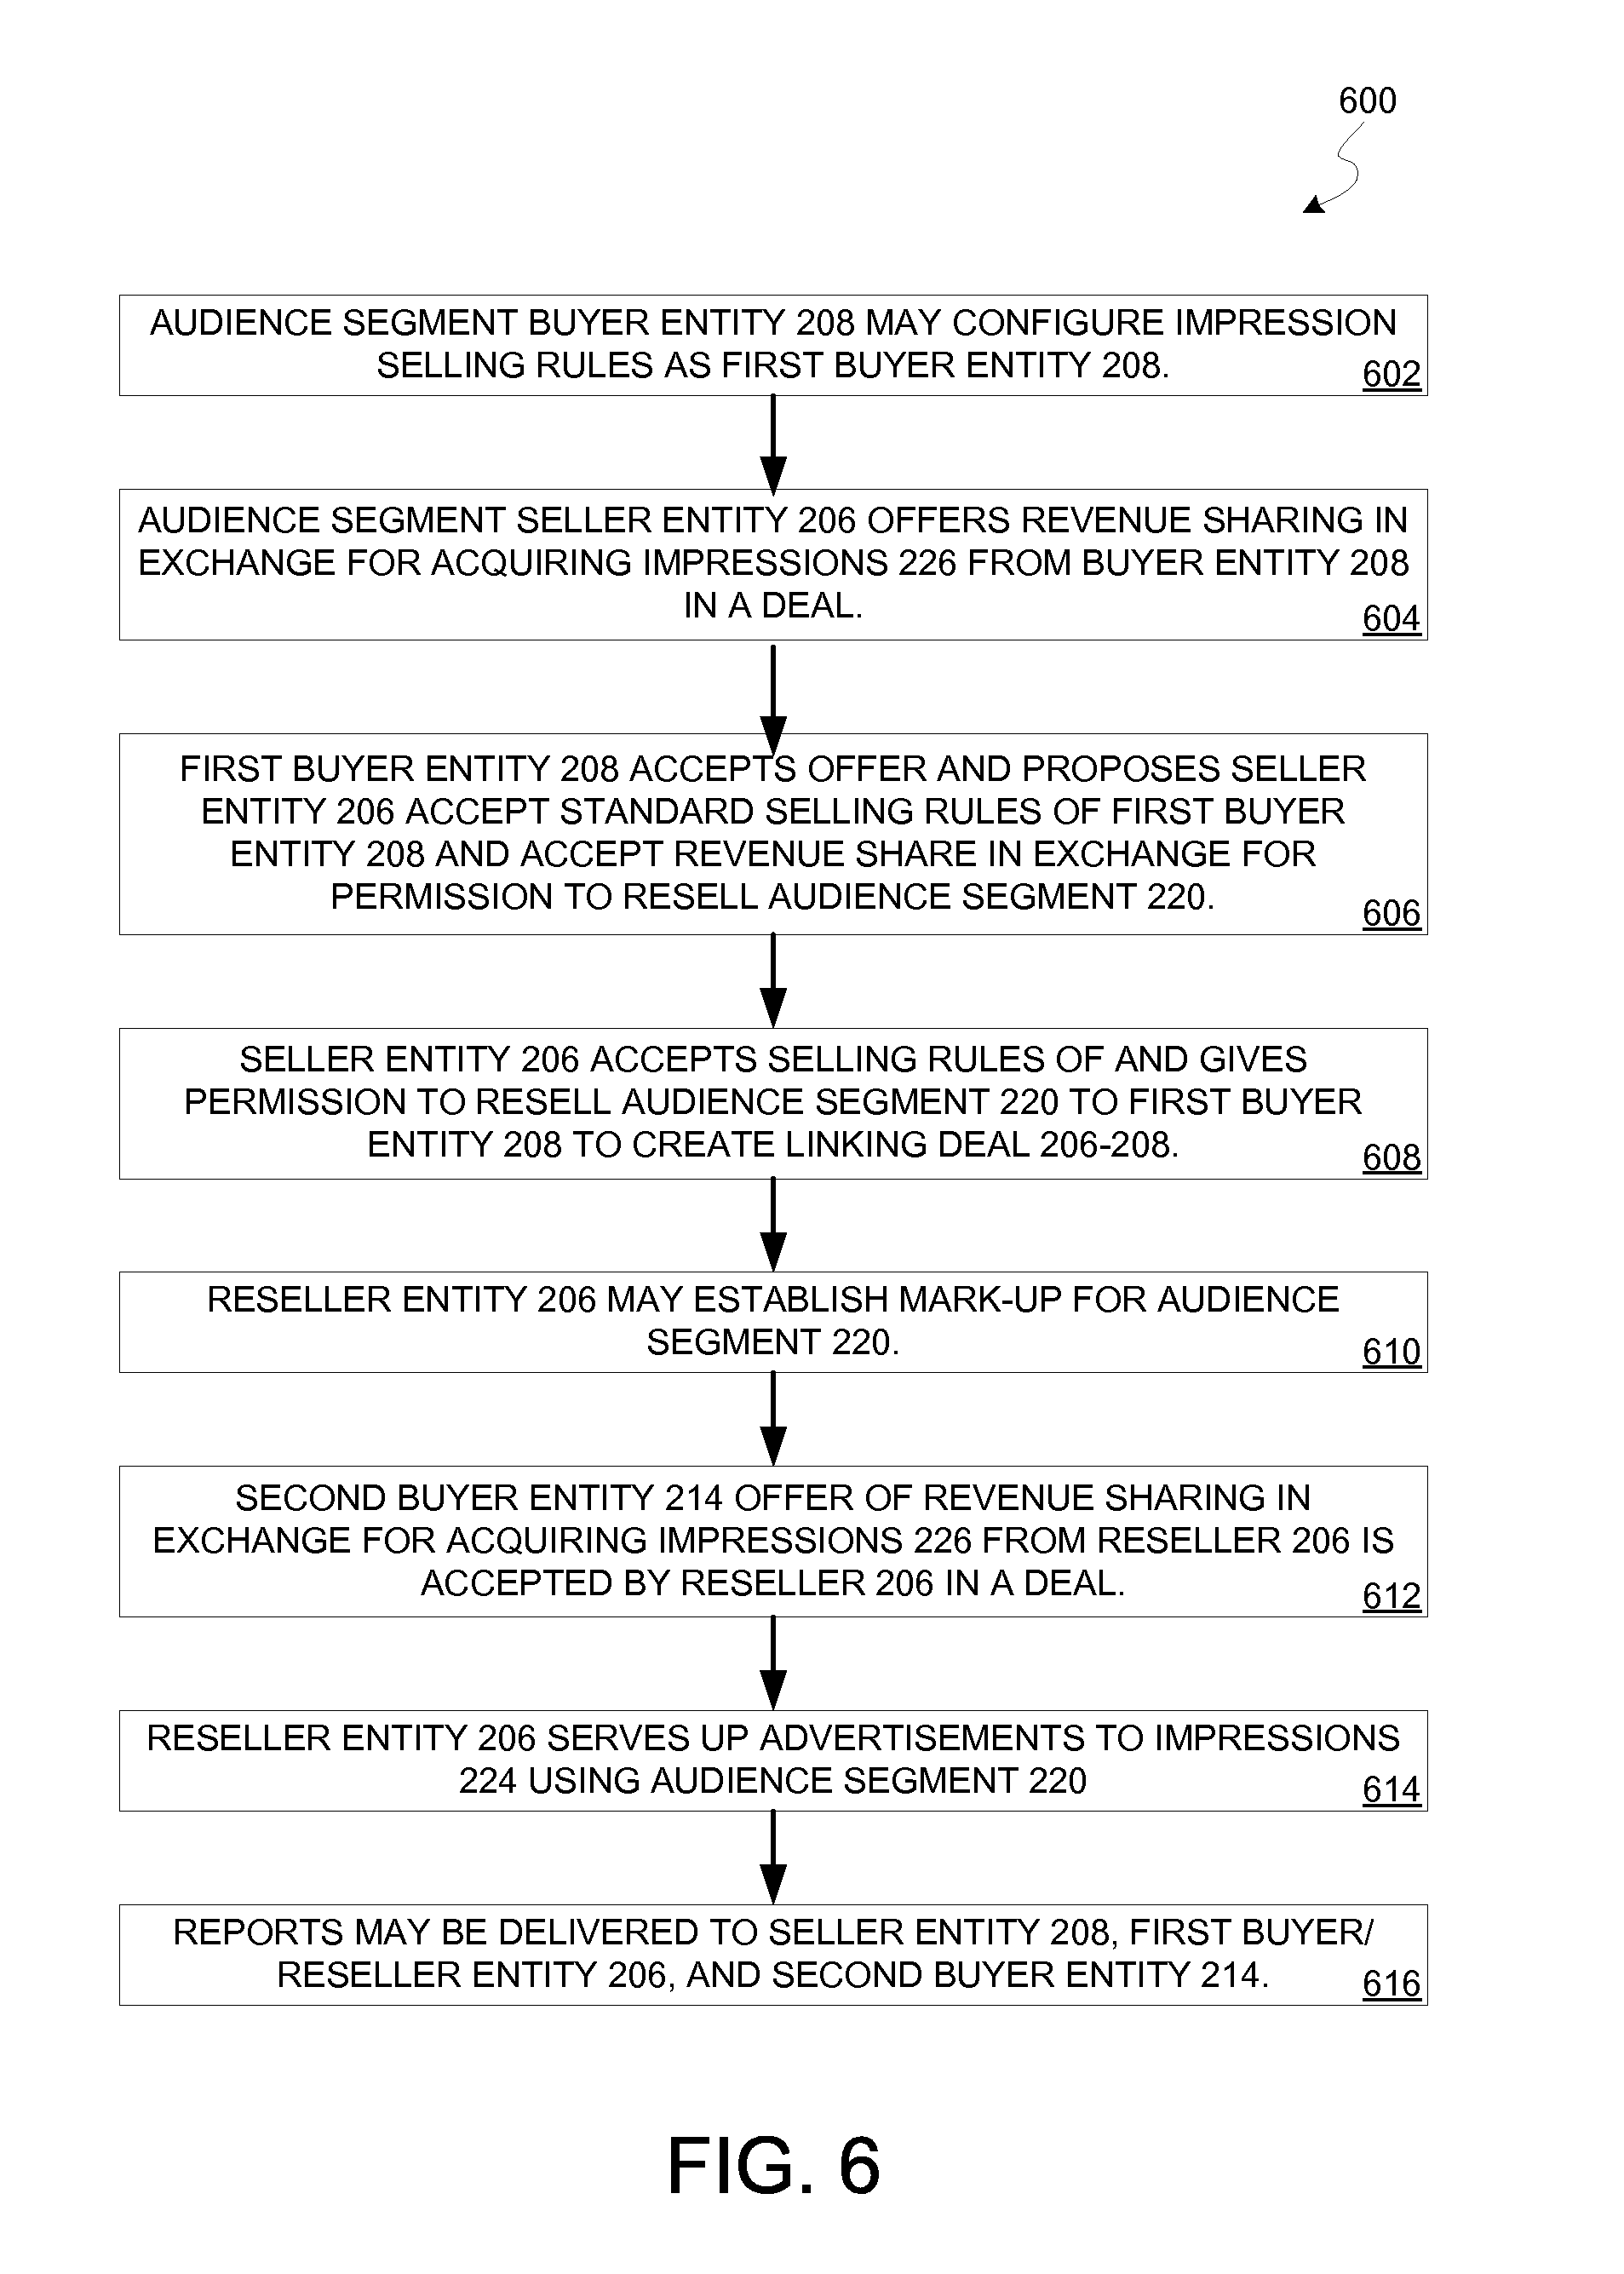 600
AUDIENCE SEGMENT BUYER ENTITY 208 MAY CONFIGURE IMPRESSION
SELLING RULES AS FIRST BUYER ENTITY 208.
602
AUDIENCE SEGMENT SELLER ENTITY 206 OFFERS REVENUE SHARING IN
EXCHANGE FOR ACQUIRING IMPRESSIONS 226 FROM BUYER ENTITY 208
IN A DEAL.
604
FIRST BUYER ENTITY 208 ACCEPTS OFFER AND PROPOSES SELLER
ENTITY 206 ACCEPT STANDARD SELLING RULES OF FIRST BUYER
ENTITY 208 AND ACCEPT REVENUE SHARE IN EXCHANGE FOR
PERMISSION TO RESELL AUDIENCE SEGMENT 220.
606
SELLER ENTITY 206 ACCEPTS SELLING RULES OF AND GIVES
PERMISSION TO RESELL AUDIENCE SEGMENT 220 TO FIRST BUYER
ENTITY 208 TO CREATE LINKING DEAL 206-208.
608
RESELLER ENTITY 206 MAY ESTABLISH MARK-UP FOR AUDIENCE
SEGMENT 220.
610
SECOND BUYER ENTITY 214 OFFER OF REVENUE SHARING IN
EXCHANGE FOR ACQUIRING IMPRESSIONS 226 FROM RESELLER 206 IS
ACCEPTED BY RESELLER 206 IN A DEAL.
612
RESELLER ENTITY 206 SERVES UP ADVERTISEMENTS TO IMPRESSIONS
224 USING AUDIENCE SEGMENT 220
614
REPORTS MAY BE DELIVERED TO SELLER ENTITY 208, FIRST BUYER/
RESELLER ENTITY 206, AND SECOND BUYER ENTITY 214.
616
FIG. 6